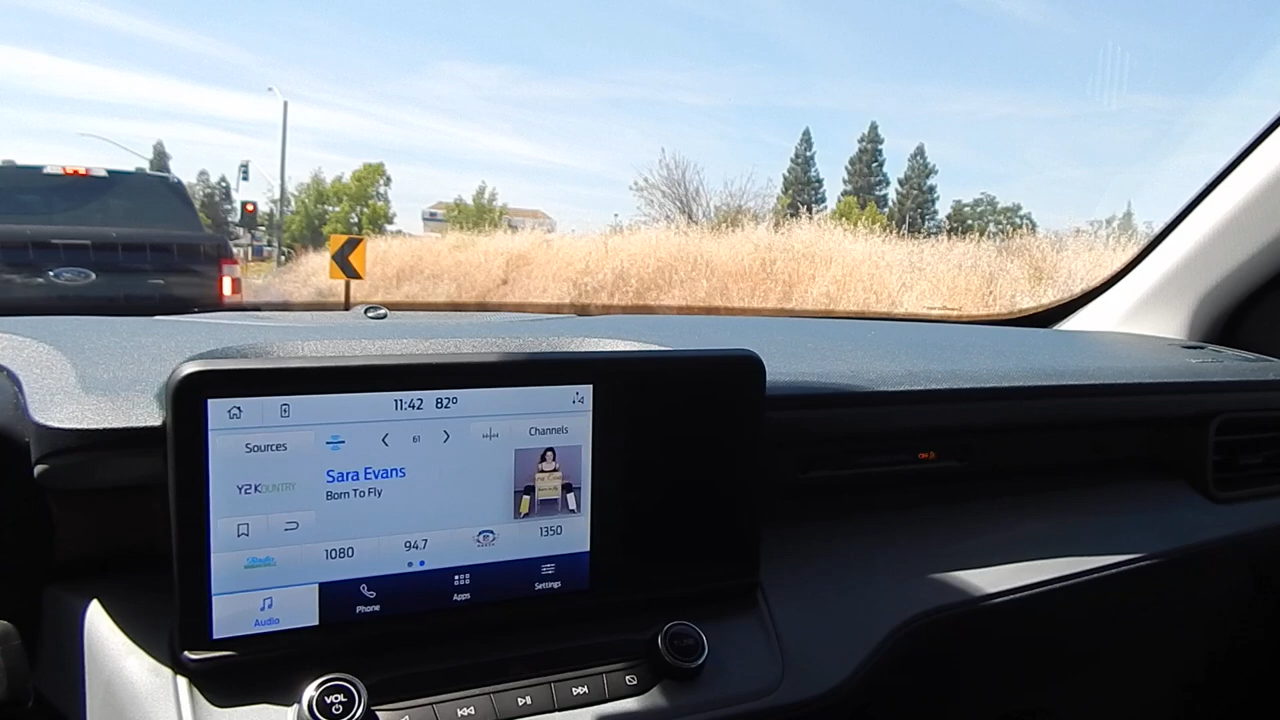 Ford
11:42 82°
Sources
61
Channels
Sara Evans
Born To Fly
Y2KOUNTRY
1080
94.7
1350
Audio
Phone
Apps
Settings
VOL